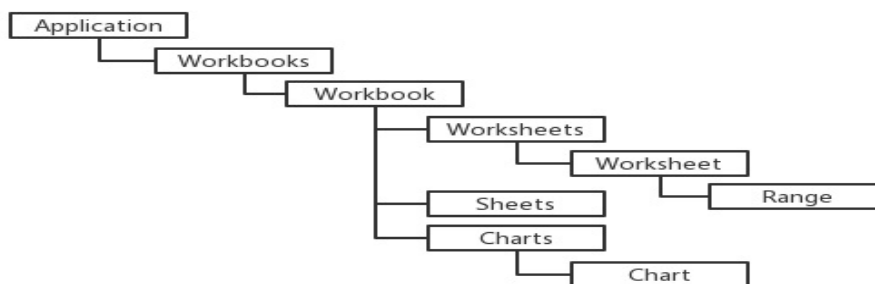 Application
Workbooks
Workbook
Worksheets
Worksheet
Range
Sheets
Charts
Chart